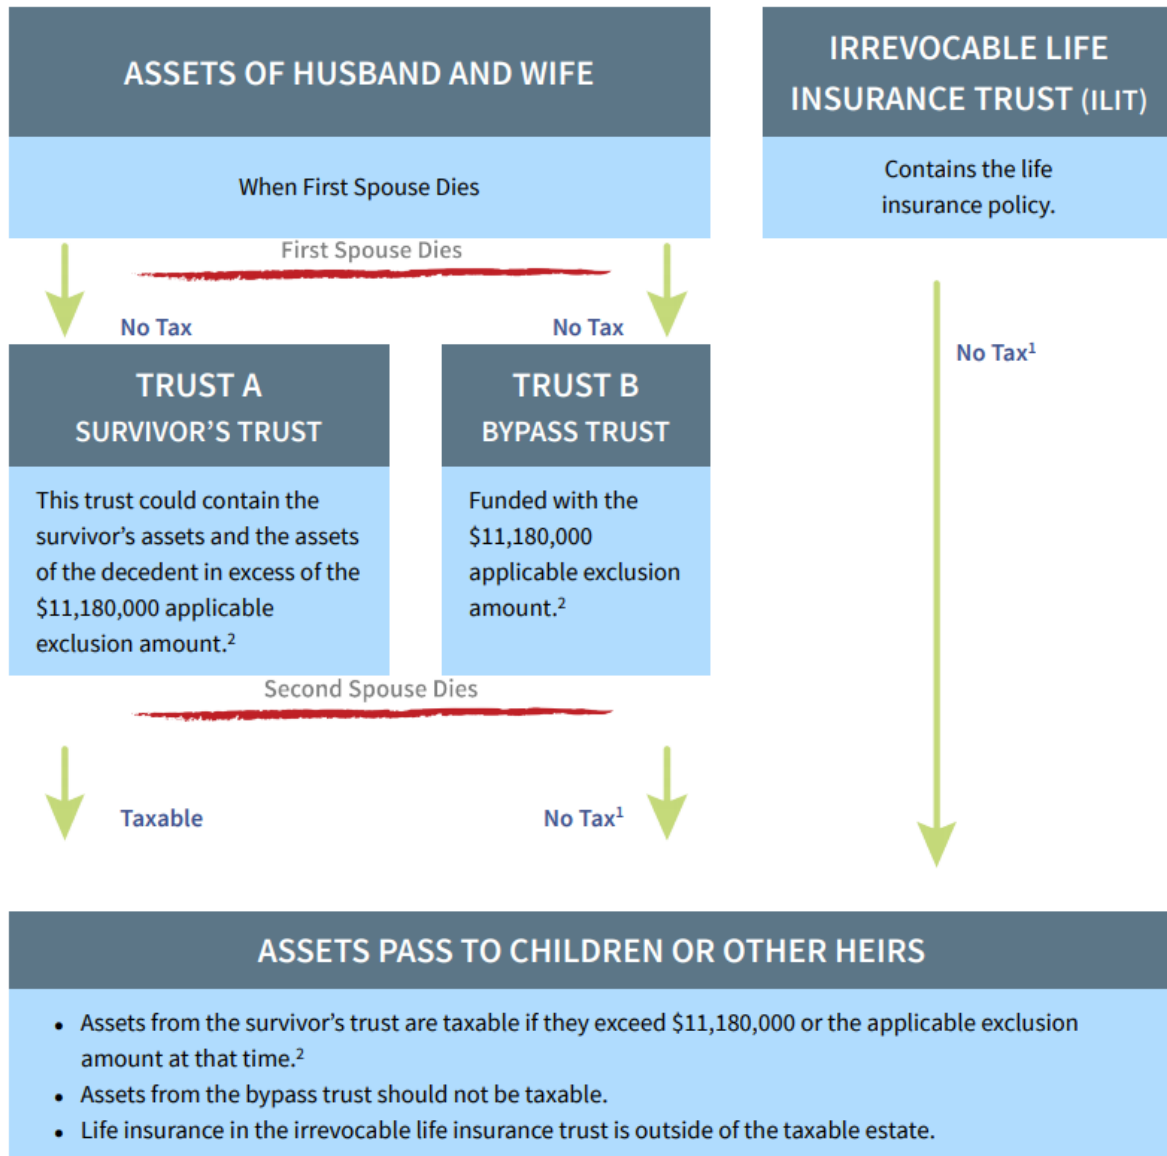 ASSETS OF HUSBAND AND WIFE
When First Spouse Dies
IRREVOCABLE LIFE
INSURANCE TRUST (ILIT)
Contains the life
insurance policy.
First Spouse Dies
No Tax
No Tax
No Tax¹
TRUST A
SURVIVOR'S TRUST
This trust could contain the
survivor's assets and the assets
of the decedent in excess of the
$11,180,000 applicable
exclusion amount.²
TRUST B
BYPASS TRUST
Funded with the
$11,180,000
applicable exclusion
amount.²
Second Spouse Dies
Taxable
No Tax¹
ASSETS PASS TO CHILDREN OR OTHER HEIRS
• Assets from the survivor's trust are taxable if they exceed $11,180,000 or the applicable exclusion
amount at that time.²
• Assets from the bypass trust should not be taxable.
• Life insurance in the irrevocable life insurance trust is outside of the taxable estate.